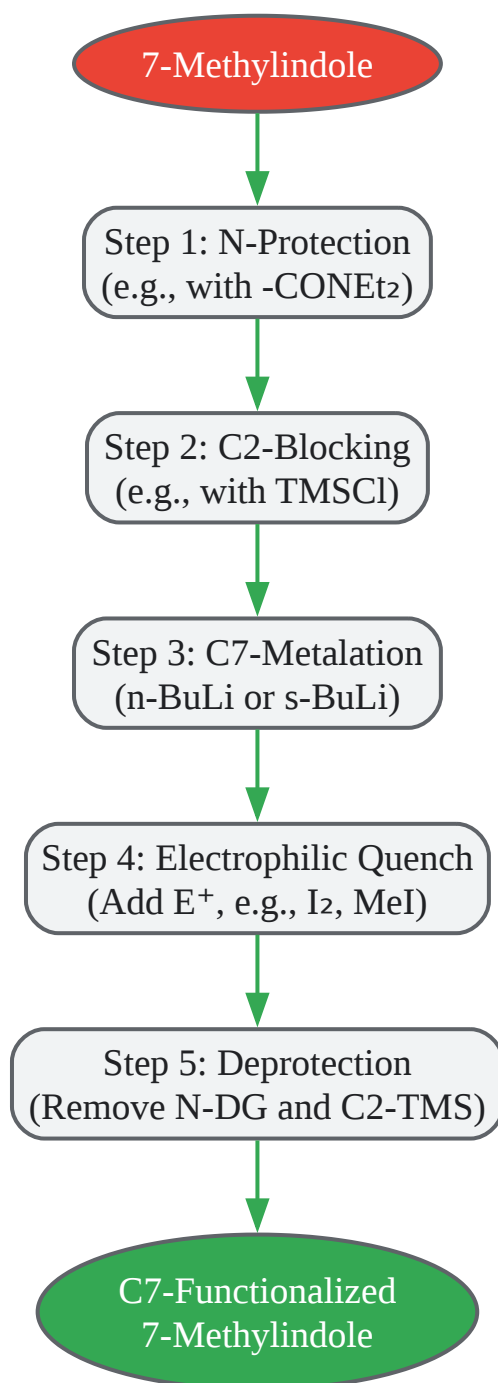 7-Methylindole
Step 1: N-Protection
(e.g., with -CONEt₂)
Step 2: C2-Blocking
(e.g., with TMSCl)
Step 3: C7-Metalation
(n-BuLi or s-BuLi)
Step 4: Electrophilic Quench
(Add E⁺, e.g., I₂, MeI)
Step 5: Deprotection
(Remove N-DG and C2-TMS)
C7-Functionalized
7-Methylindole